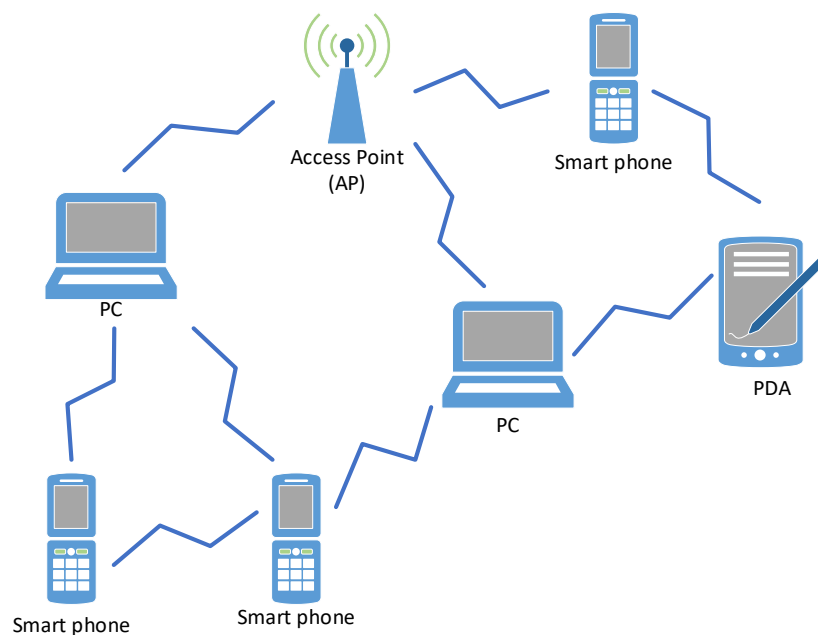 Access Point
(AP)
Smart phone
PC
PDA
PC
Smart phone
Smart phone